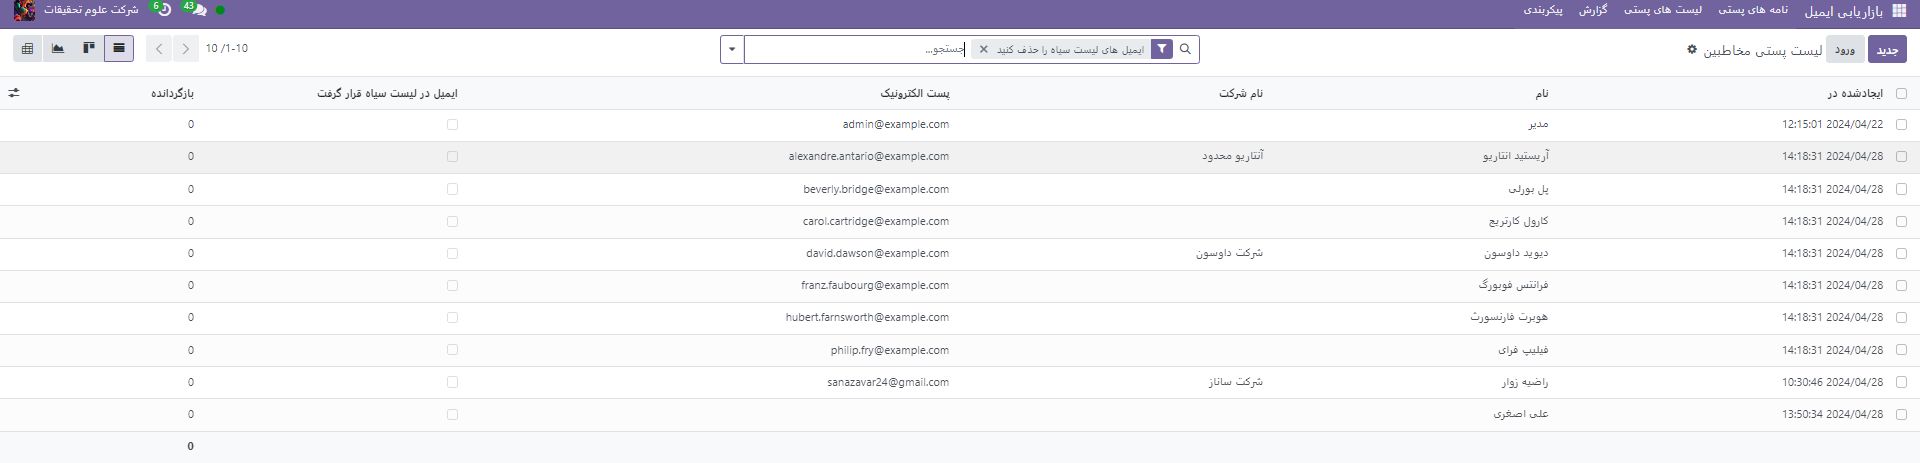 بازاریابی ایمیل نامه های پستی لیست های پستی گزارش پیکربندی 43 6 شرکت علوم تحقیقات
جدید ورود لیست پستی مخاطبین ایمیل های لیست سیاه را حذف کنید جستجو... 10 /1-10
ایجادشده در نام نام شرکت پست الکترونیک ایمیل در لیست سیاه قرار گرفت بازگردانده
12:15:01 2024/04/22 مدیر admin@example.com 0
14:18:31 2024/04/28 آریستید انتاریو آنتاریو محدود alexandre.antario@example.com 0
14:18:31 2024/04/28 پل بورلی beverly.bridge@example.com 0
14:18:31 2024/04/28 کارول کارتریج carol.cartridge@example.com 0
14:18:31 2024/04/28 دیوید داوسون شرکت داوسون david.dawson@example.com 0
14:18:31 2024/04/28 فرانتس فوبورگ franz.faubourg@example.com 0
14:18:31 2024/04/28 هوبرت فارنسورث hubert.farnsworth@example.com 0
14:18:31 2024/04/28 فیلیپ فرای philip.fry@example.com 0
10:30:46 2024/04/28 راضیه زوار شرکت ساناز sanazavar24@gmail.com 0
13:50:34 2024/04/28 علی اصغری 0
0